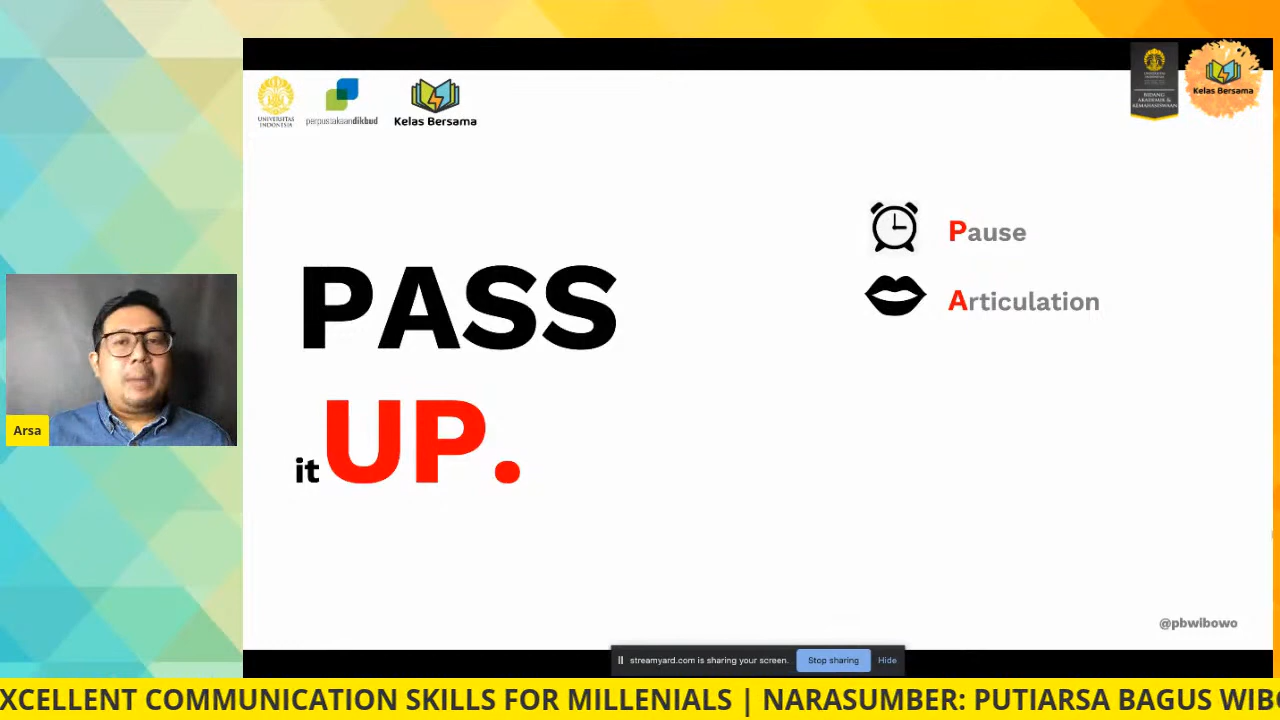 UNIVERSITAS
INDONESIA
perpustakaandikbud
Kelas Bersama
BIDANG
AKADEMIK &
KEMAHASISWAAN
Kelas Bersama
Pause
Articulation
PASS
it UP.
Arsa
@pbwibowo
streamyard.com is sharing your screen.
Stop sharing
Hide
XCELLENT COMMUNICATION SKILLS FOR MILLENIALS | NARASUMBER: PUTIARSA BAGUS WIB